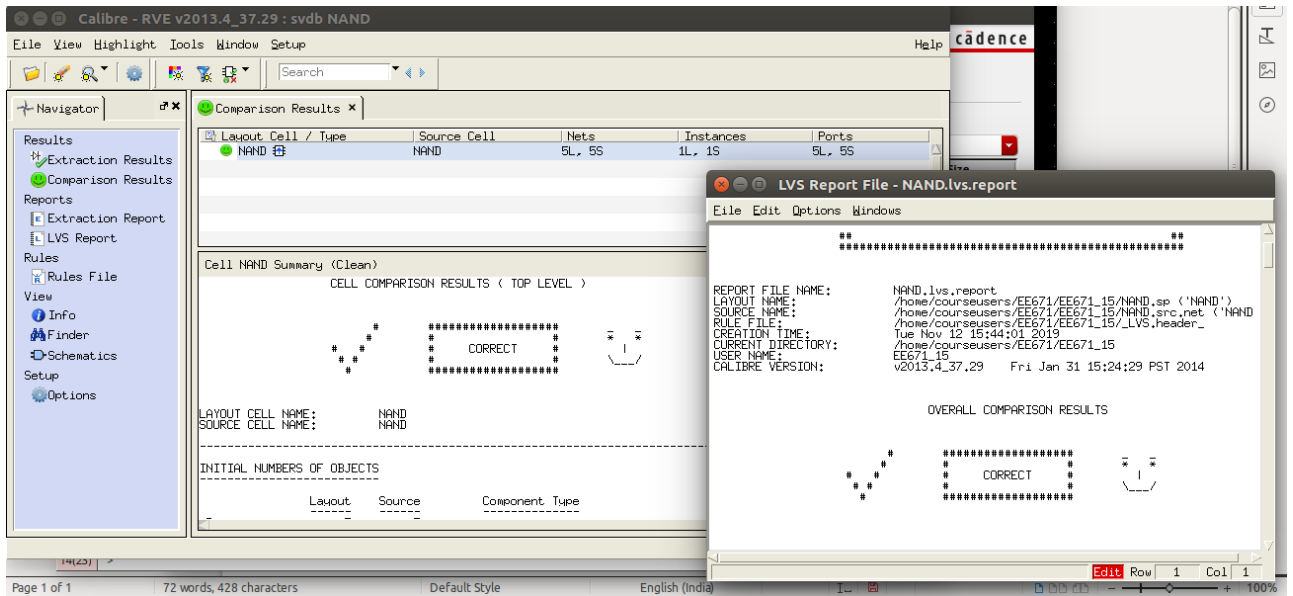 Calibre - RVE v2013.4_37.29 : svdb NAND
File View Highlight Tools Window Setup Help
Search
cādence
Navigator
Results
Extraction Results
Comparison Results
Reports
Extraction Report
LVS Report
Rules
Rules File
View
Info
Finder
Schematics
Setup
Options
Comparison Results
Layout Cell / Type Source Cell Nets Instances Ports
NAND NAND 5L, 5S 1L, 1S 5L, 5S
Cell NAND Summary (Clean)
CELL COMPARISON RESULTS ( TOP LEVEL )
CORRECT
LAYOUT CELL NAME: NAND
SOURCE CELL NAME: NAND
INITIAL NUMBERS OF OBJECTS
Layout Source Component Type
Size
LVS Report File - NAND.lvs.report
File Edit Options Windows
REPORT FILE NAME: NAND.lvs.report
LAYOUT NAME: /home/courseusers/EE671/EE671_15/NAND.sp ('NAND')
SOURCE NAME: /home/courseusers/EE671/EE671_15/NAND.src.net ('NAND
RULE FILE: /home/courseusers/EE671/EE671_15/_LVS.header_
CREATION TIME: Tue Nov 12 15:44:01 2019
CURRENT DIRECTORY: /home/courseusers/EE671/EE671_15
USER NAME: EE671_15
CALIBRE VERSION: v2013.4_37.29 Fri Jan 31 15:24:29 PST 2014
OVERALL COMPARISON RESULTS
CORRECT
Edit Row 1 Col 1
14(23) >
Page 1 of 1 72 words, 428 characters Default Style English (India) 100%